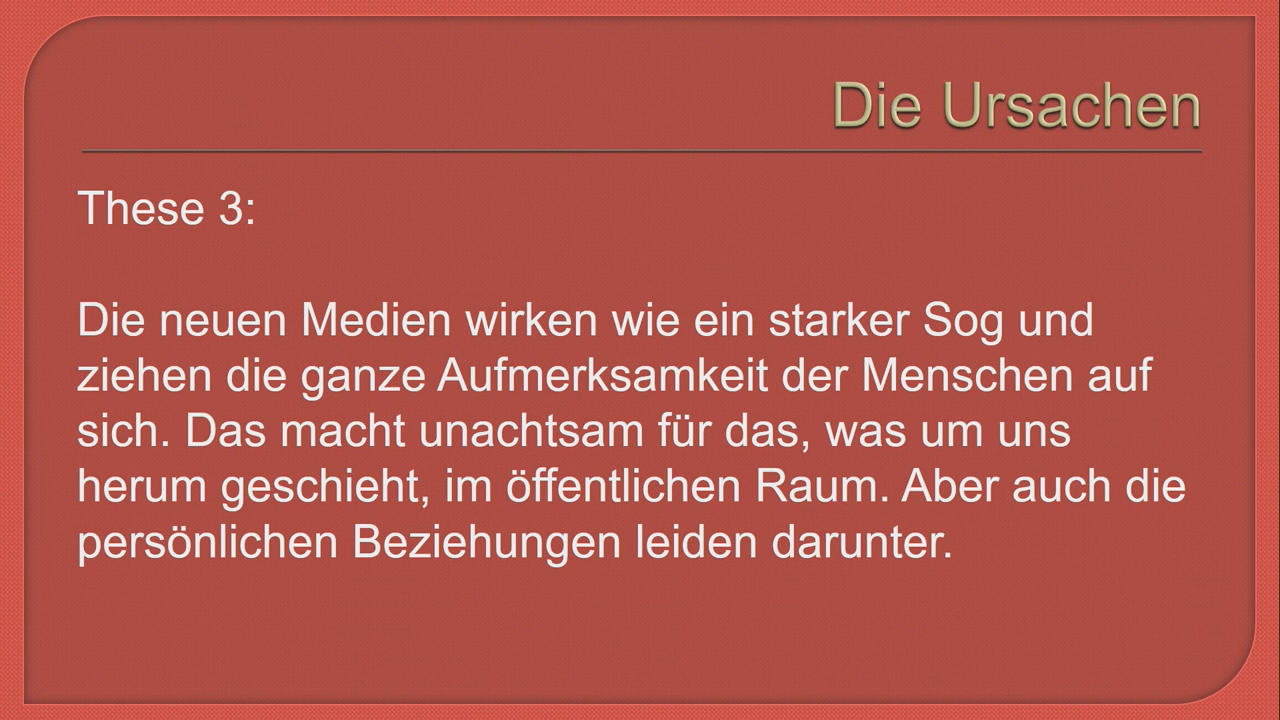 Die Ursachen
These 3:
Die neuen Medien wirken wie ein starker Sog und
ziehen die ganze Aufmerksamkeit der Menschen auf
sich. Das macht unachtsam für das, was um uns
herum geschieht, im öffentlichen Raum. Aber auch die
persönlichen Beziehungen leiden darunter.